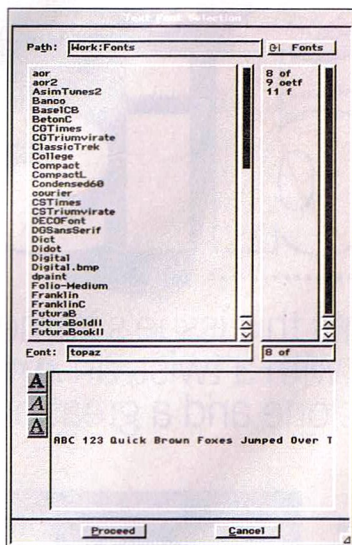 Text Font Selection
Path: Work:Fonts Fonts
aor
aor2
AsimTunes2
Banco
BaselCB
BetonC
CGTimes
CGTriumvirate
ClassicTrek
College
Compact
CompactL
Condensed60
courier
CSTimes
CSTriumvirate
DECOFont
DGSansSerif
Dict
Didot
Digital
Digital.bmp
dpaint
Folio-Medium
Franklin
FranklinC
FuturaB
FuturaBoldII
FuturaBookII
8 of
9 oetf
11 f
Font: topaz 8 of
A
A
A
ABC 123 Quick Brown Foxes Jumped Over T
Proceed Cancel